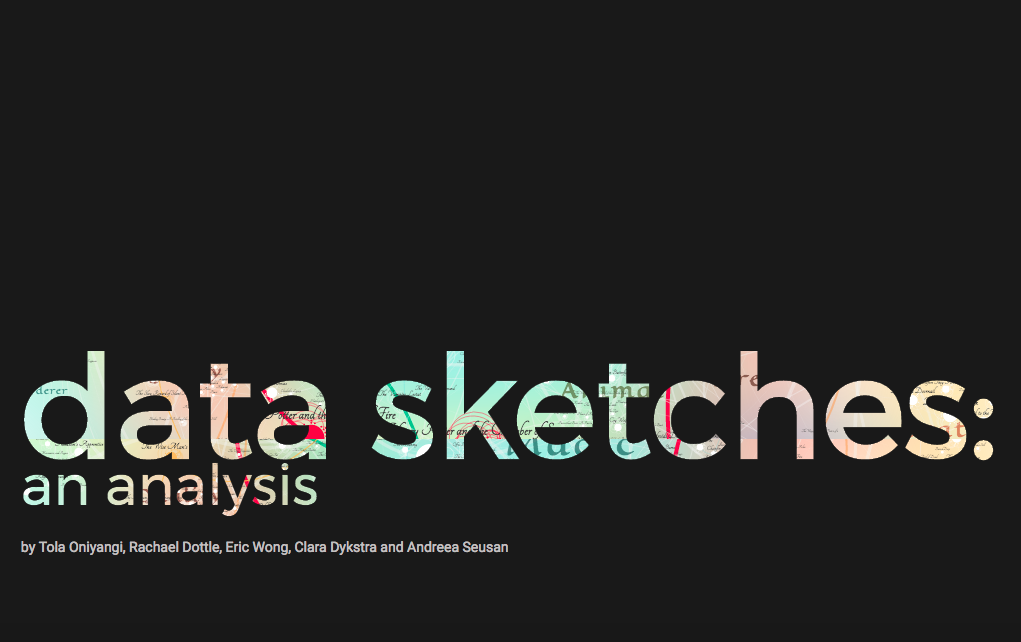 data sketches:
an analysis
by Tola Oniyangi, Rachael Dottle, Eric Wong, Clara Dykstra and Andreea Seusan